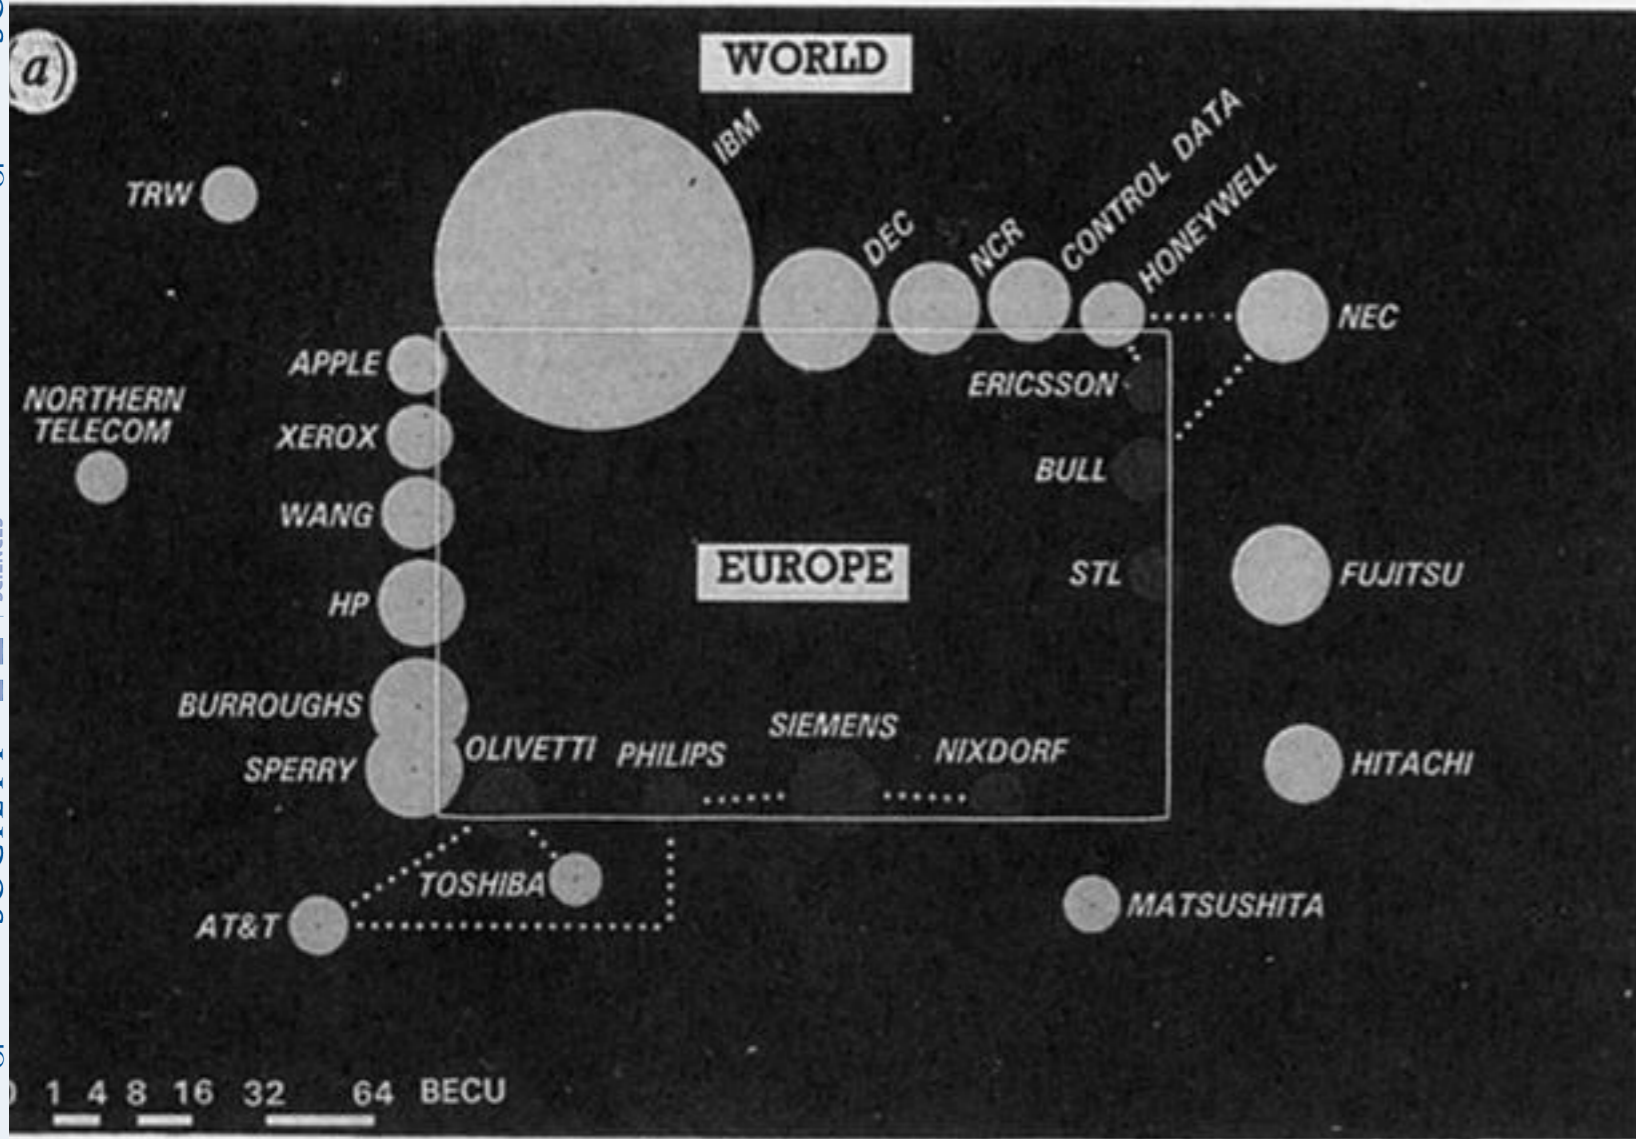 a)
WORLD
IBM
CONTROL DATA
TRW
DEC
NCR
HONEYWELL
NEC
APPLE
ERICSSON
NORTHERN
TELECOM
XEROX
BULL
WANG
EUROPE
STL
FUJITSU
HP
BURROUGHS
SIEMENS
OLIVETTI
PHILIPS
NIXDORF
SPERRY
HITACHI
TOSHIBA
AT&T
MATSUSHITA
1 4 8 16 32 64 BECU